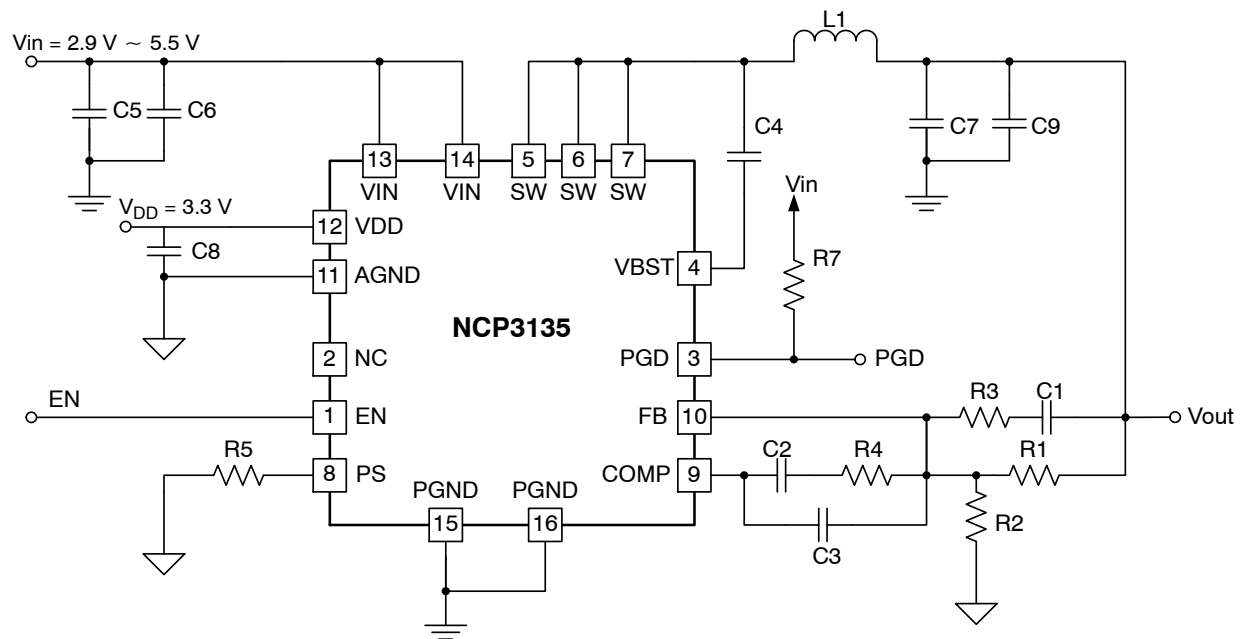 L1
Vin = 2.9 V ~ 5.5 V
C5 C6
C4
C7 C9
13 14 5 6 7
VIN VIN SW SW SW
Vin
VDD = 3.3 V
12 VDD
C8
11 AGND
VBST 4
R7
NCP3135
2 NC
PGD 3
PGD
EN
1 EN
FB 10
R3 C1
Vout
R5
8 PS
COMP 9
C2 R4
R1
PGND PGND
15 16
R2
C3